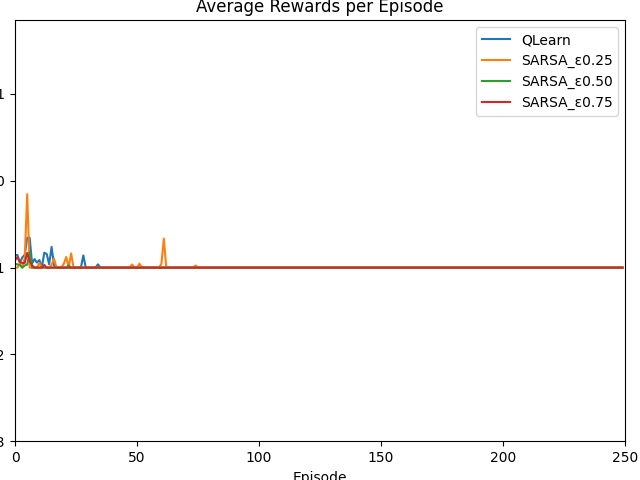 Average Rewards per Episode
QLearn
SARSA_ε0.25
SARSA_ε0.50
SARSA_ε0.75
1
0
1
2
3
0
50
100
150
200
250
Episode